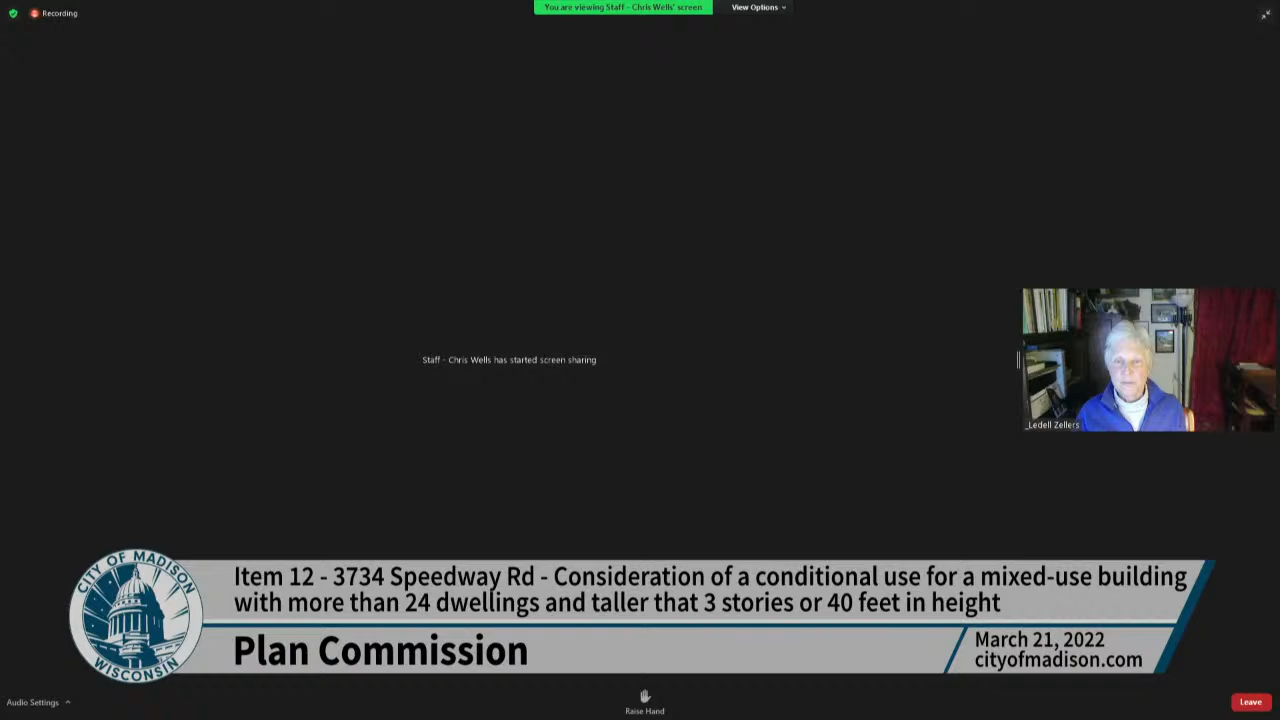 Recording
You are viewing Staff - Chris Wells' screen
View Options
Staff - Chris Wells has started screen sharing
_Ledell Zellers
CITY OF MADISON
WISCONSIN
Item 12 - 3734 Speedway Rd - Consideration of a conditional use for a mixed-use building
with more than 24 dwellings and taller that 3 stories or 40 feet in height
Plan Commission
March 21, 2022
cityofmadison.com
Audio Settings
Raise Hand
Leave